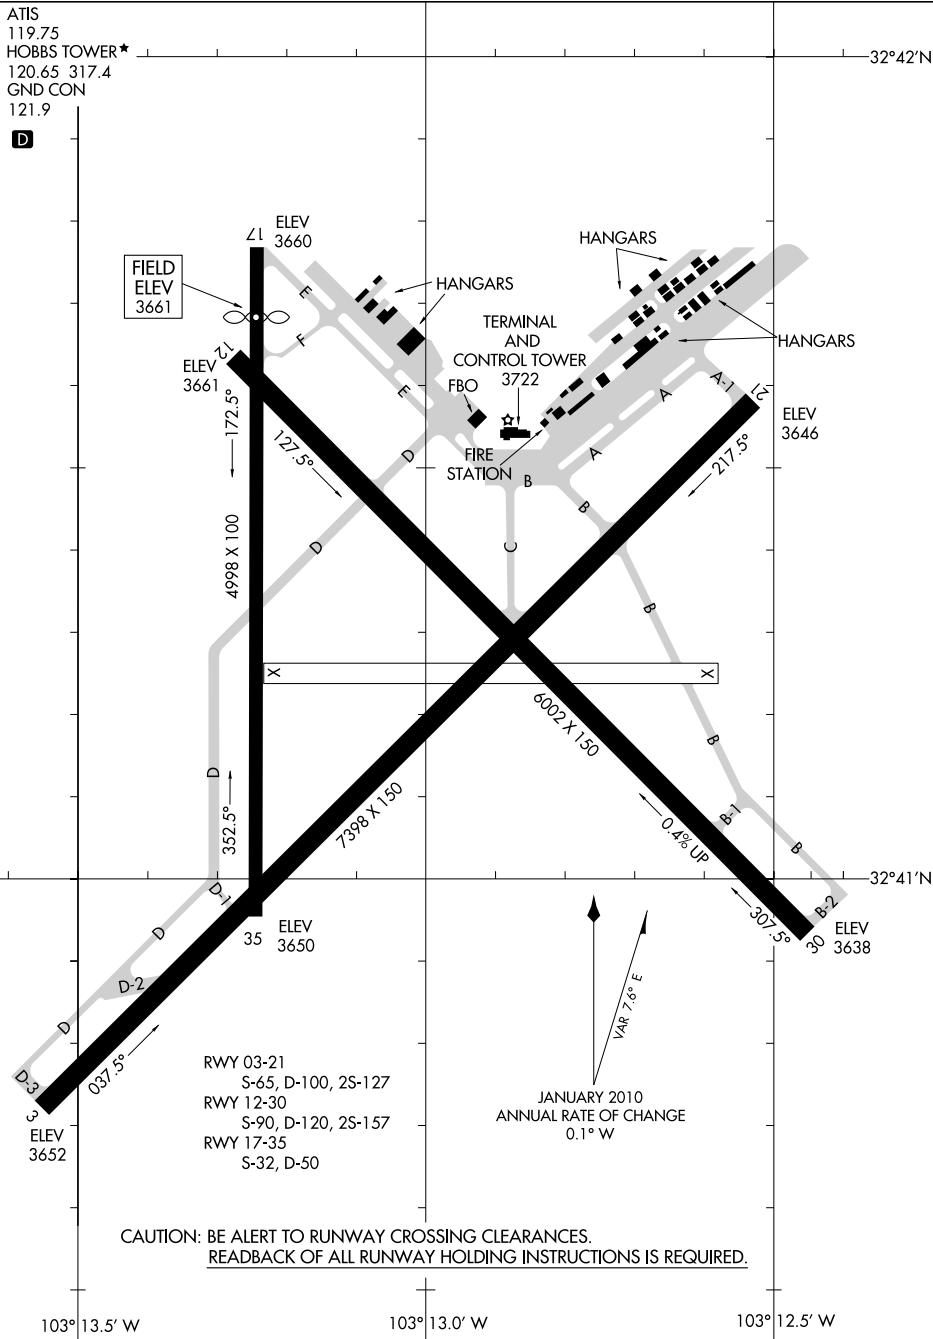 ATIS
119.75
HOBBS TOWER★
120.65 317.4
GND CON
121.9
D
32°42'N
17
ELEV
3660
FIELD
ELEV
3661
HANGARS
HANGARS
HANGARS
TERMINAL
AND
CONTROL TOWER
3722
FBO
FIRE
STATION
E
F
E
12
ELEV
3661
172.5°
127.5°
A-1
A
A
21
ELEV
3646
217.5°
D
B
B
C
D
B
4998 X 100
X
X
6002 X 150
B
D
352.5°
7398 X 150
0.4% UP
B-1
B
32°41'N
D-1
B-2
307.5°
30
ELEV
3638
35
ELEV
3650
D
D-2
D
D-3
037.5°
3
ELEV
3652
VAR 7.6° E
JANUARY 2010
ANNUAL RATE OF CHANGE
0.1° W
RWY 03-21
S-65, D-100, 2S-127
RWY 12-30
S-90, D-120, 2S-157
RWY 17-35
S-32, D-50
CAUTION: BE ALERT TO RUNWAY CROSSING CLEARANCES.
READBACK OF ALL RUNWAY HOLDING INSTRUCTIONS IS REQUIRED.
103°13.5' W
103°13.0' W
103°12.5' W